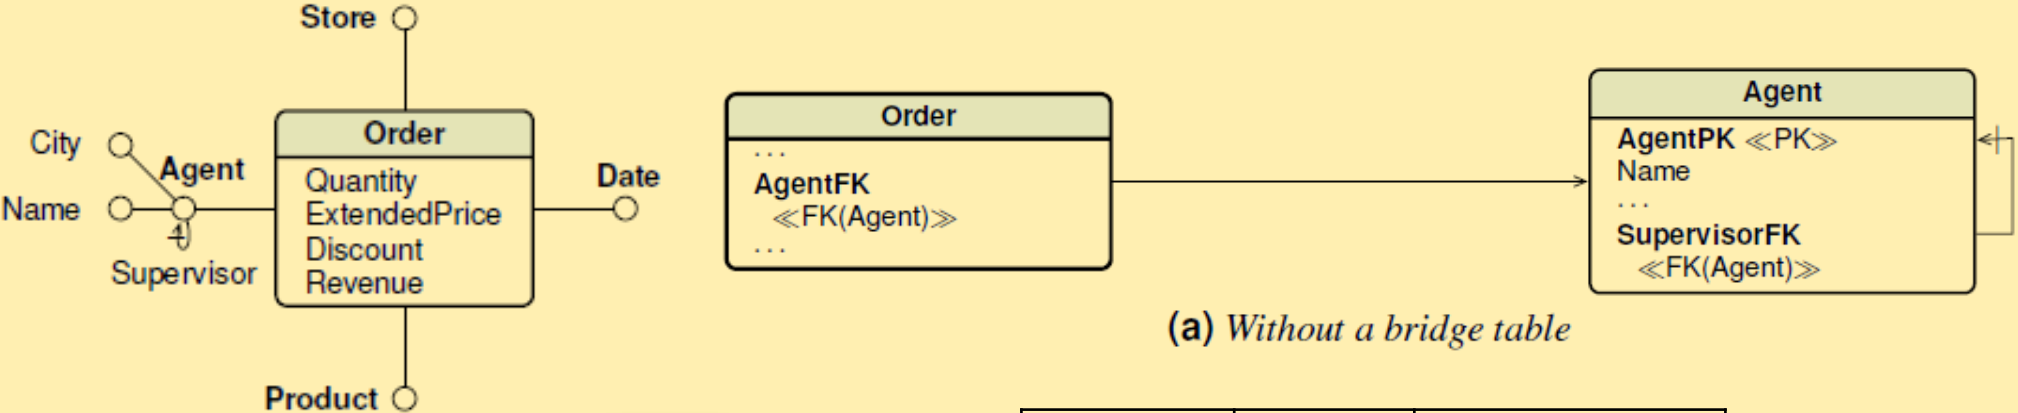 Store
City
Agent
Name
Supervisor
Order
Quantity
ExtendedPrice
Discount
Revenue
Date
Product
Order
. . .
AgentFK
≪FK(Agent)≫
. . .
Agent
AgentPK ≪PK≫
Name
. . .
SupervisorFK
≪FK(Agent)≫
(a) Without a bridge table